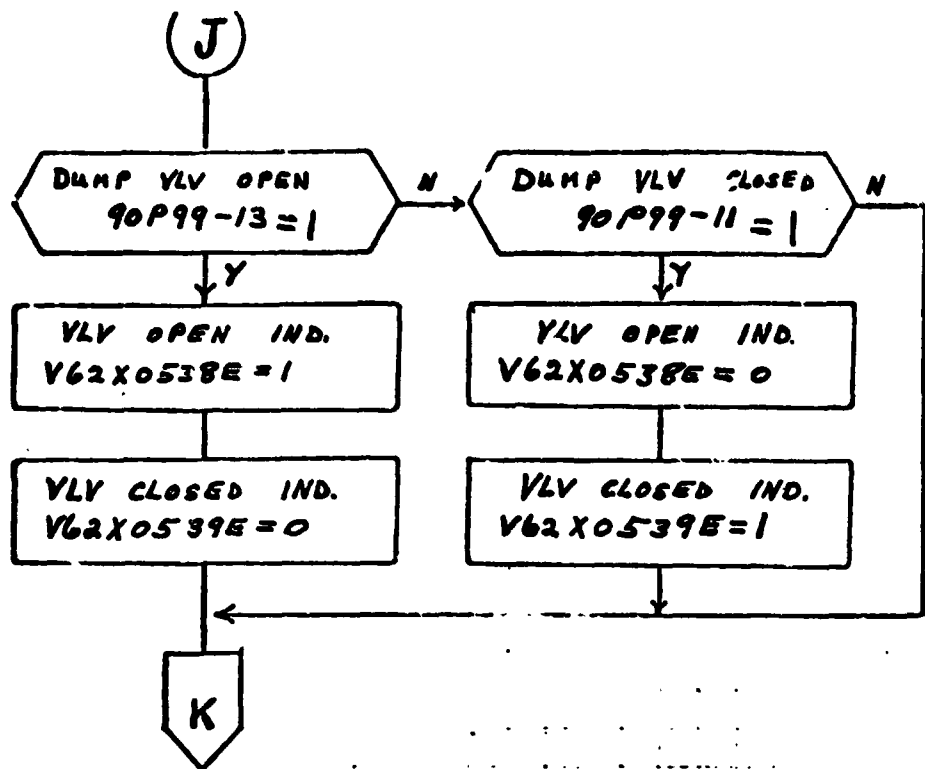 J
DUMP VLV OPEN
90P99-13 = 1
N
DUMP VLV CLOSED
90P99-11 = 1
N
Y
Y
VLV OPEN IND.
V62X0538E = 1
VLV OPEN IND.
V62X0538E = 0
VLV CLOSED IND.
V62X0539E = 0
VLV CLOSED IND.
V62X0539E = 1
K